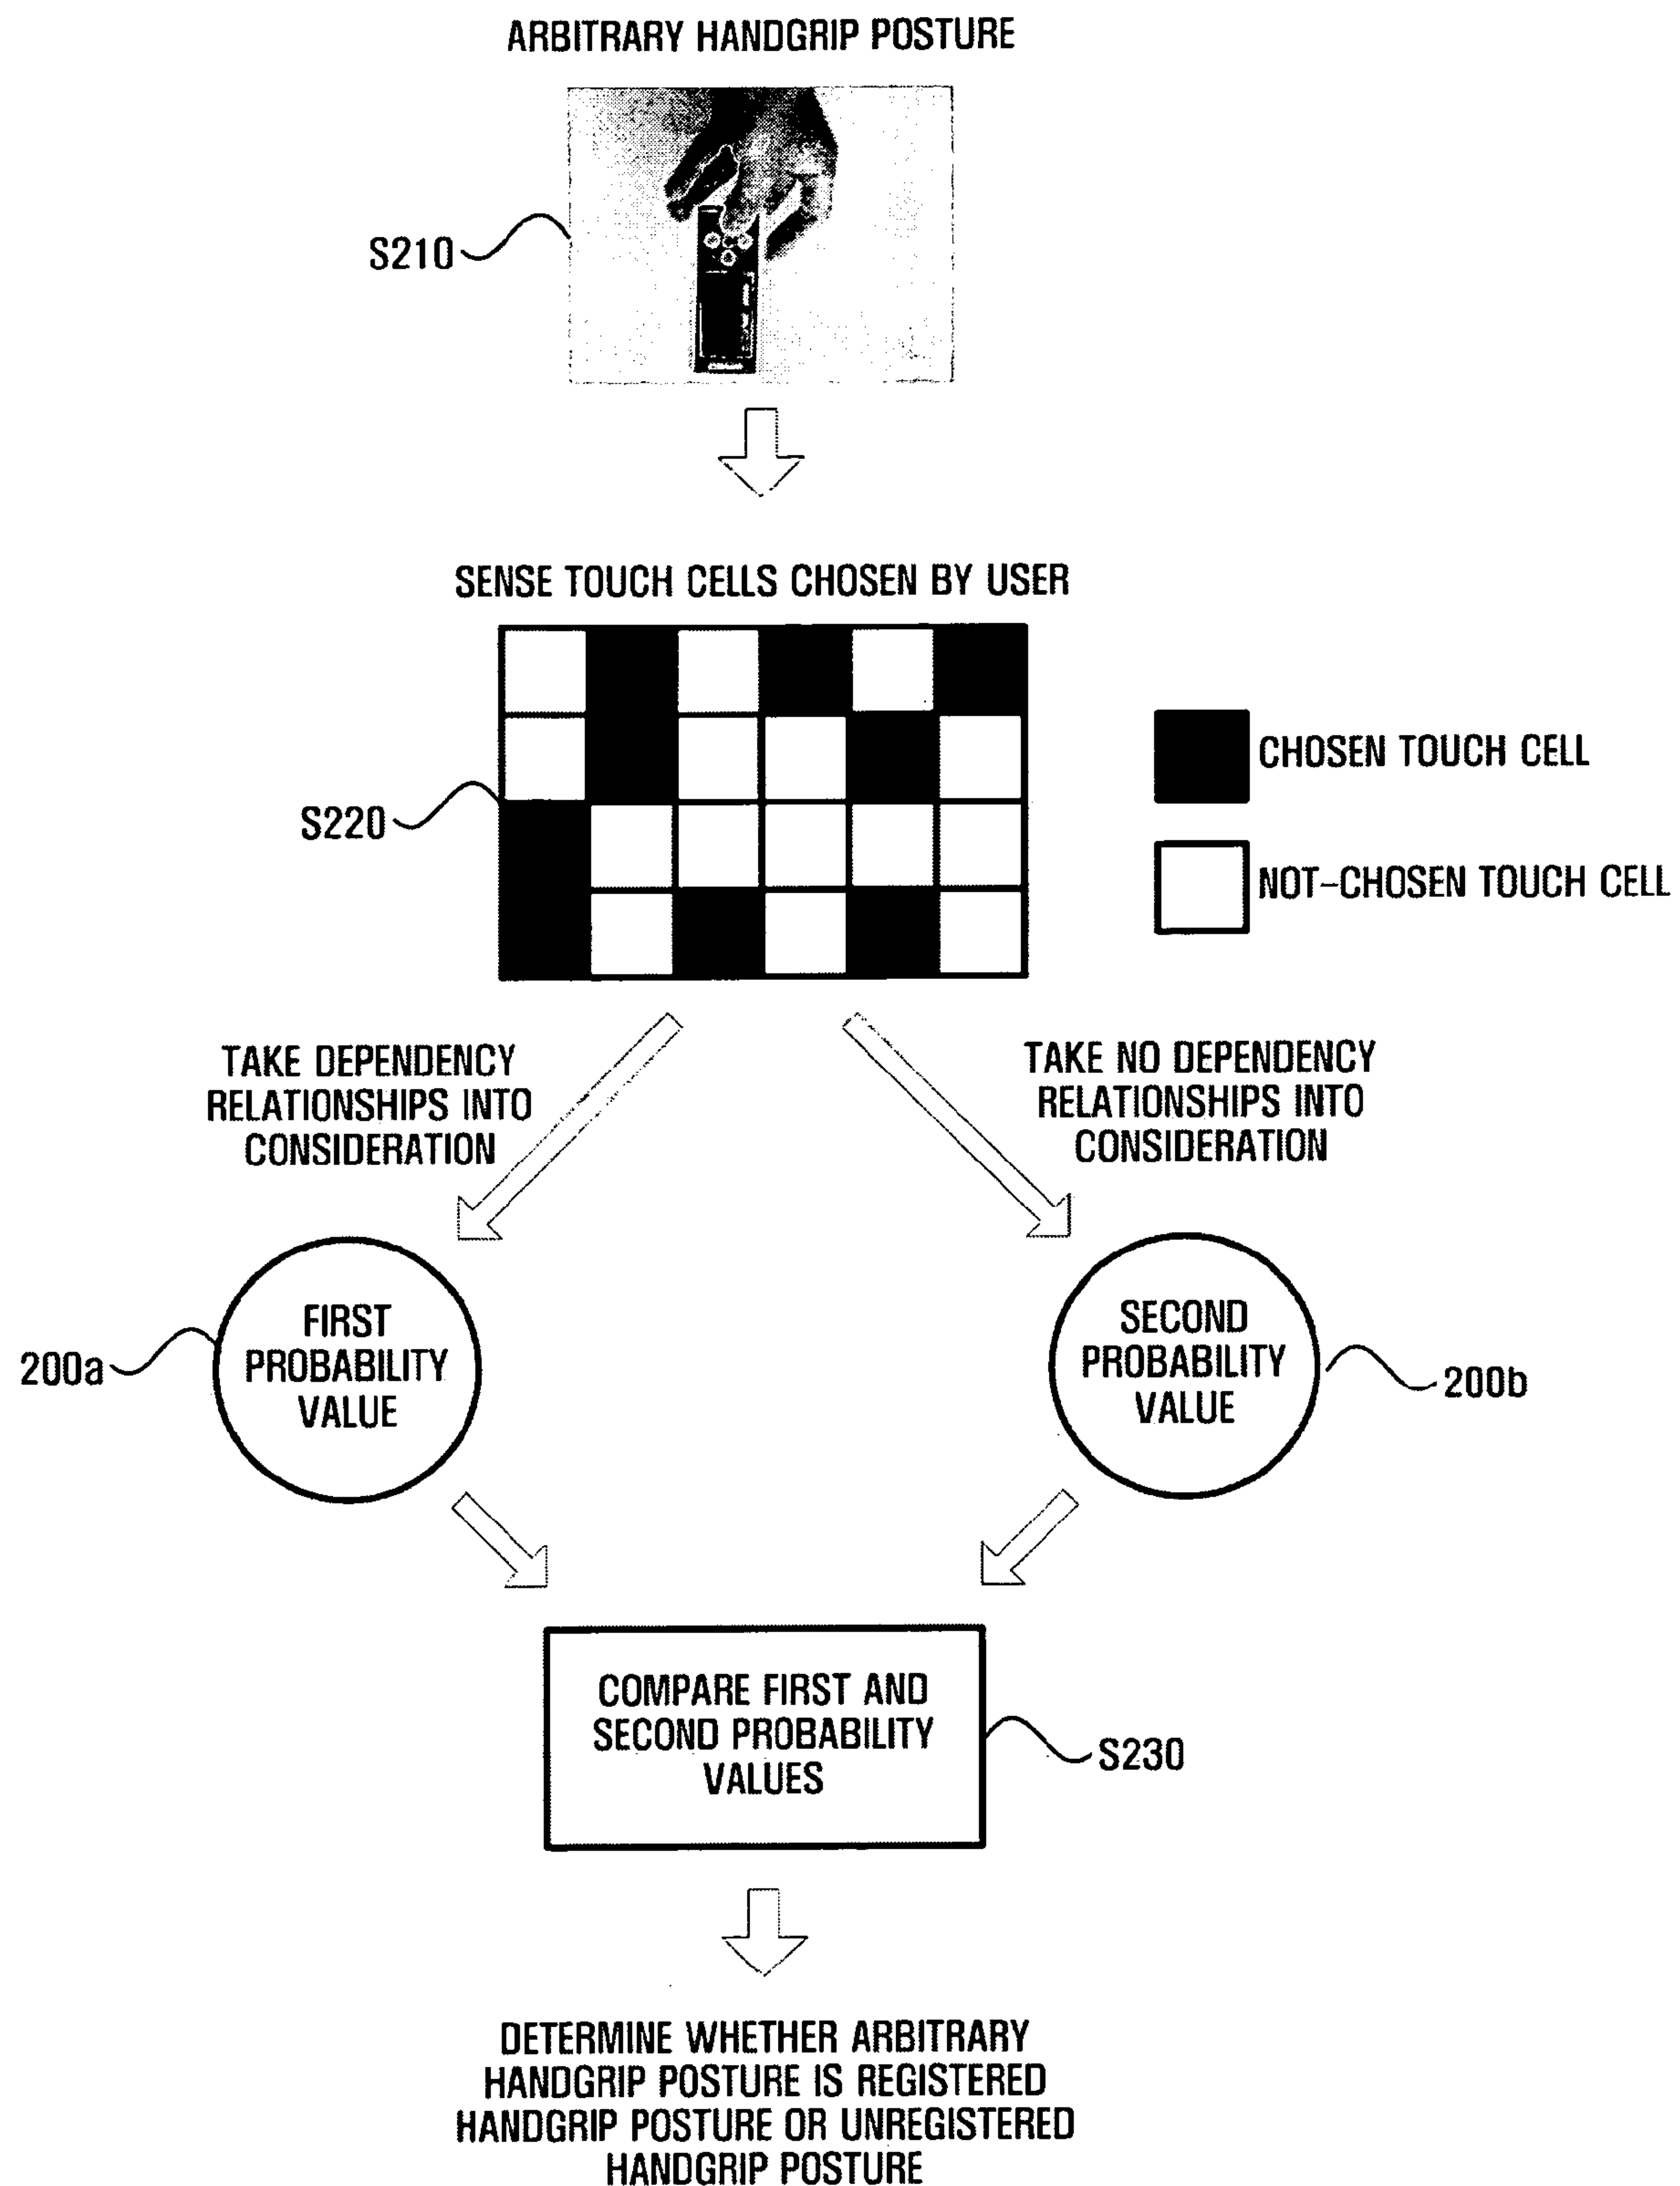 ARBITRARY HANDGRIP POSTURE
S210
SENSE TOUCH CELLS CHOSEN BY USER
CHOSEN TOUCH CELL
S220
NOT-CHOSEN TOUCH CELL
TAKE DEPENDENCY
RELATIONSHIPS INTO
CONSIDERATION
TAKE NO DEPENDENCY
RELATIONSHIPS INTO
CONSIDERATION
FIRST
PROBABILITY
VALUE
200a
SECOND
PROBABILITY
VALUE
200b
COMPARE FIRST AND
SECOND PROBABILITY
VALUES
S230
DETERMINE WHETHER ARBITRARY
HANDGRIP POSTURE IS REGISTERED
HANDGRIP POSTURE OR UNREGISTERED
HANDGRIP POSTURE